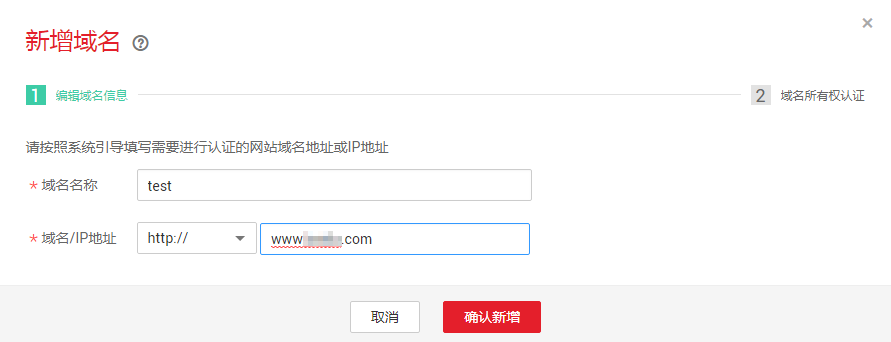 新增域名 ?
×
1 编辑域名信息
2 域名所有权认证
请按照系统引导填写需要进行认证的网站域名地址或IP地址
* 域名名称 test
* 域名/IP地址 http:// www .com
取消 确认新增